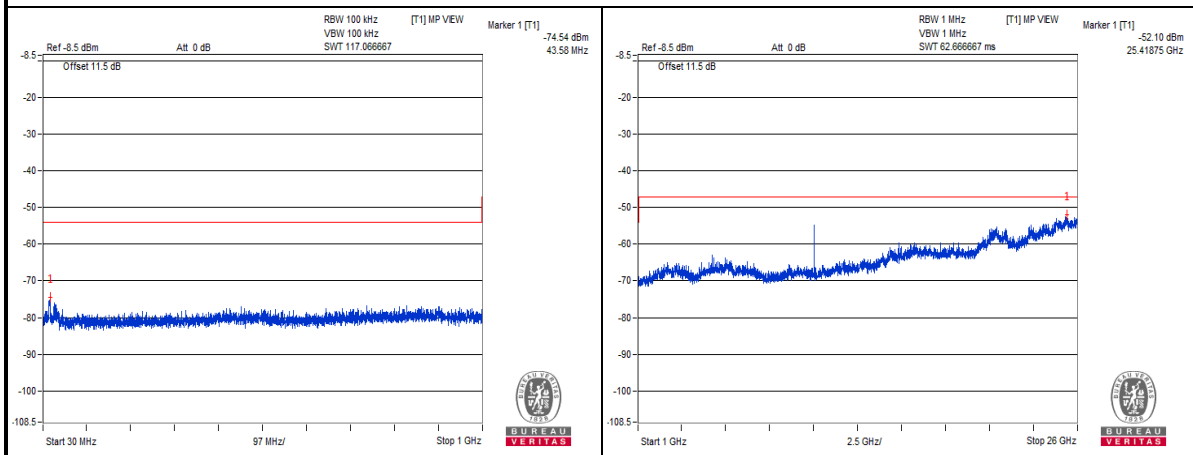 RBW 100 kHz [T1] MP VIEW Marker 1 [T1]
VBW 100 kHz -74.54 dBm
Ref -8.5 dBm Att 0 dB SWT 117.066667 43.58 MHz
-8.5
Offset 11.5 dB
-20
-30
-40
-50
-60
-70
1
-80
-90
-100
-108.5
Start 30 MHz 97 MHz/ Stop 1 GHz
BUREAU VERITAS
1828
BUREAU
VERITAS
RBW 1 MHz [T1] MP VIEW Marker 1 [T1]
VBW 1 MHz -52.10 dBm
Ref -8.5 dBm Att 0 dB SWT 62.666667 ms 25.41875 GHz
-8.5
Offset 11.5 dB
-20
-30
-40
1
-50
-60
-70
-80
-90
-100
-108.5
Start 1 GHz 2.5 GHz/ Stop 26 GHz
BUREAU VERITAS
1828
BUREAU
VERITAS